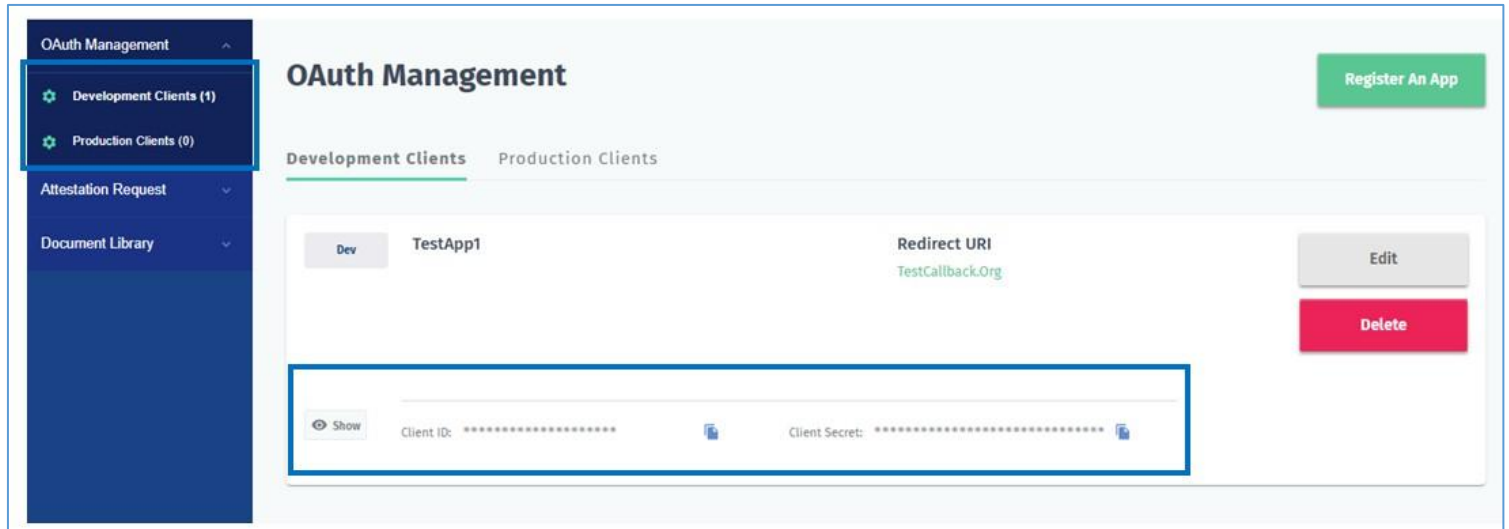 OAuth Management
Development Clients (1)
Production Clients (0)
Attestation Request
Document Library
OAuth Management
Register An App
Development Clients Production Clients
Dev TestApp1 Redirect URI
TestCallback.Org
Edit
Delete
Show Client ID: ******************** Client Secret: ******************************